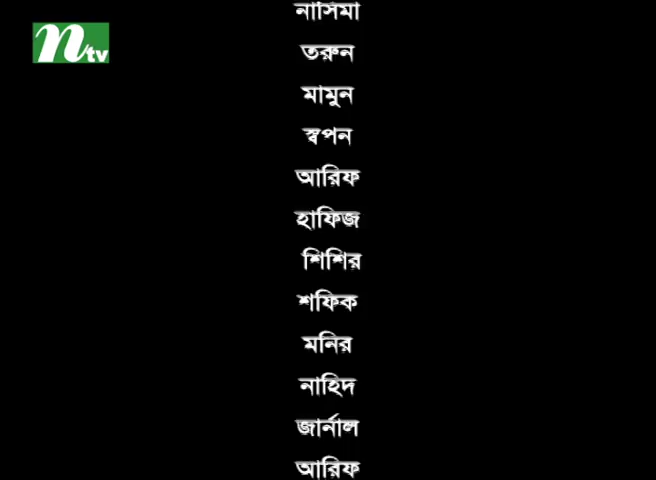 ntv
নাসিমা
তরুন
মামুন
স্বপন
আরিফ
হাফিজ
শিশির
শফিক
মনির
নাহিদ
জার্নাল
আরিফ